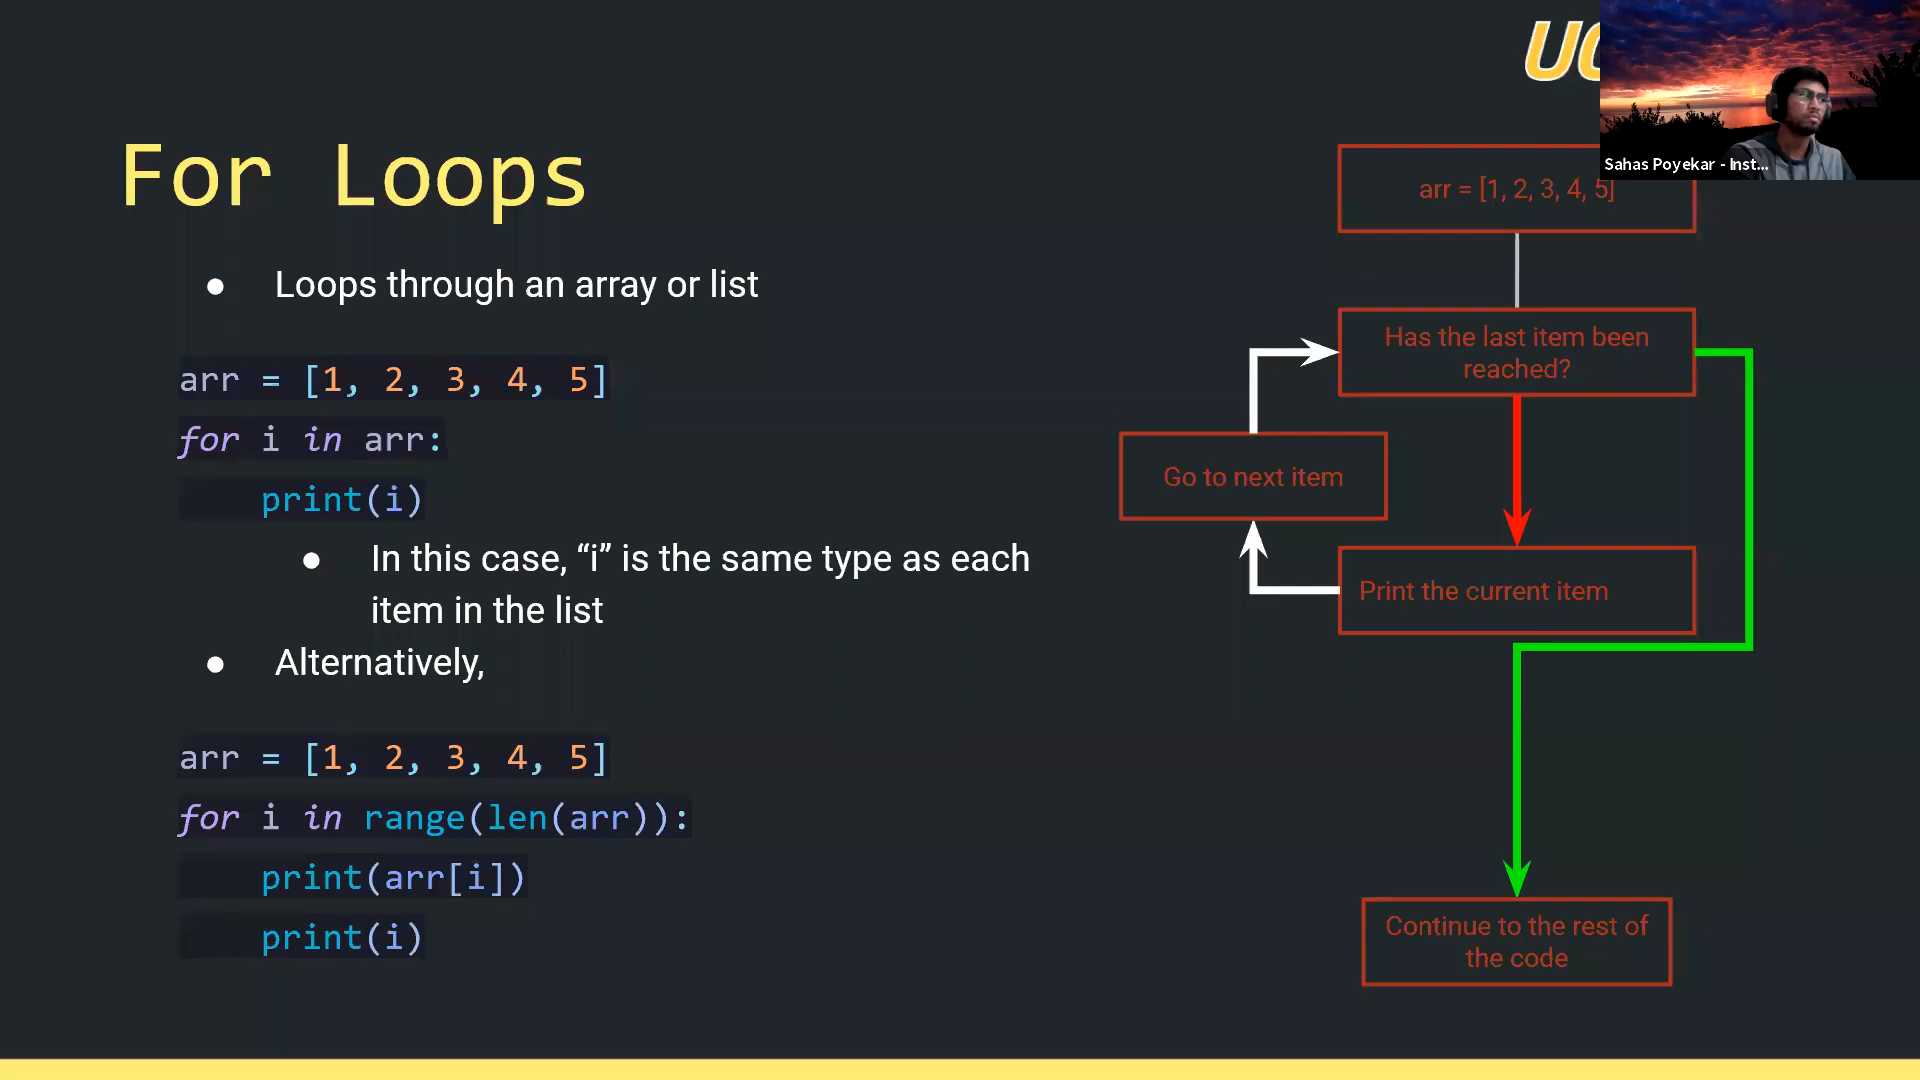 UC
Sahas Poyekar - Inst...
For Loops
● Loops through an array or list
arr = [1, 2, 3, 4, 5]
for i in arr:
    print(i)
● In this case, “i” is the same type as each
item in the list
● Alternatively,
arr = [1, 2, 3, 4, 5]
for i in range(len(arr)):
    print(arr[i])
    print(i)
arr = [1, 2, 3, 4, 5]
Has the last item been
reached?
Go to next item
Print the current item
Continue to the rest of
the code